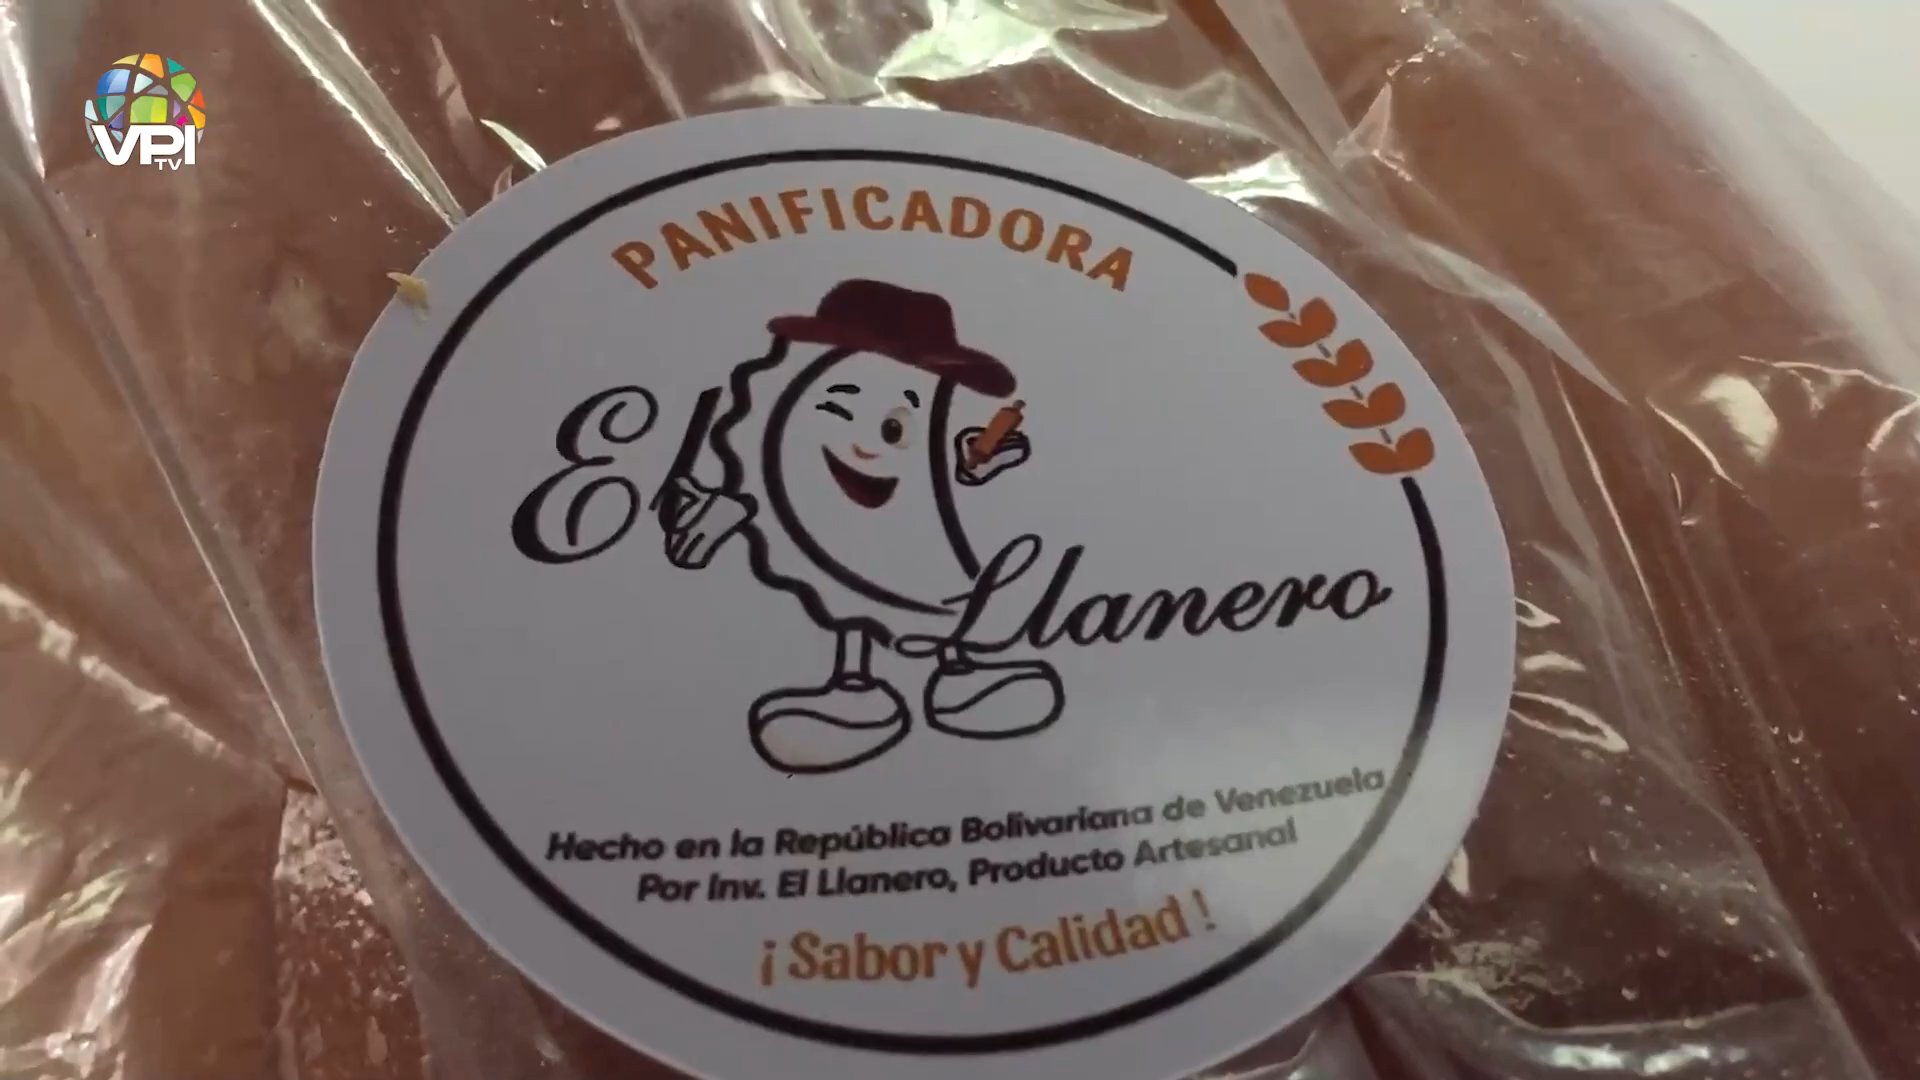 VPI
TV
PANIFICADORA
El Llanero
Hecho en la República Bolivariana de Venezuela
Por Inv. El Llanero, Producto Artesanal
¡Sabor y Calidad!